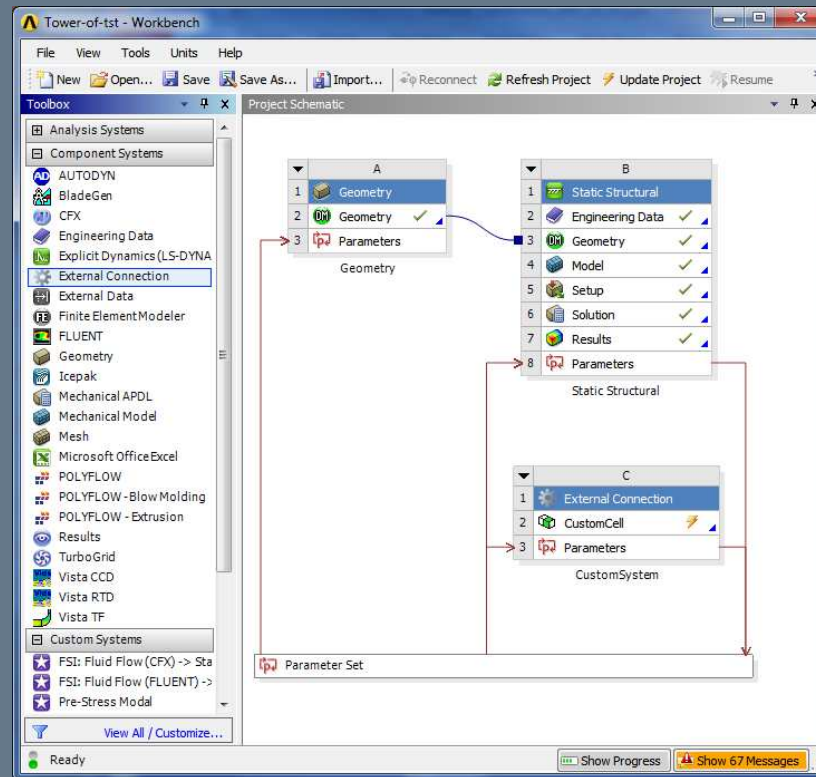 Tower-of-tst - Workbench
File View Tools Units Help
New Open... Save Save As... Import... Reconnect Refresh Project Update Project Resume
Toolbox
Analysis Systems
Component Systems
AUTODYN
BladeGen
CFX
Engineering Data
Explicit Dynamics (LS-DYNA
External Connection
External Data
Finite Element Modeler
FLUENT
Geometry
Icepak
Mechanical APDL
Mechanical Model
Mesh
Microsoft Office Excel
POLYFLOW
POLYFLOW - Blow Molding
POLYFLOW - Extrusion
Results
TurboGrid
Vista CCD
Vista RTD
Vista TF
Custom Systems
FSI: Fluid Flow (CFX) -> Sta
FSI: Fluid Flow (FLUENT) ->
Pre-Stress Modal
View All / Customize...
Project Schematic
A
1 Geometry
2 Geometry
3 Parameters
Geometry
B
1 Static Structural
2 Engineering Data
3 Geometry
4 Model
5 Setup
6 Solution
7 Results
8 Parameters
Static Structural
C
1 External Connection
2 CustomCell
3 Parameters
CustomSystem
Parameter Set
Ready
Show Progress
Show 67 Messages